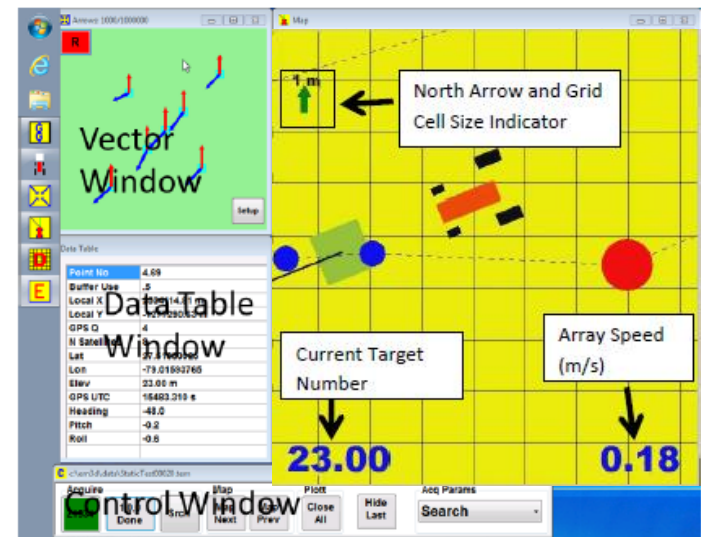 Arrows 1000/1000000
R
Vector
Window
Setup
Data Table
Point No 4.69
Buffer Use .5
Local X
Local Y
GPS Q 4
N Satellites
Lat
Lon -79.01593765
Elev 23.00 m
GPS UTC 15483.310 s
Heading -48.0
Pitch -0.2
Roll -0.6
Data Table
Window
Map
1 m
North Arrow and Grid
Cell Size Indicator
Current Target
Number
Array Speed
(m/s)
23.00
0.18
E
Acquire Map Plott Acq Params
Done
Next
Prev
Close
All
Hide
Last
Search
Control Window